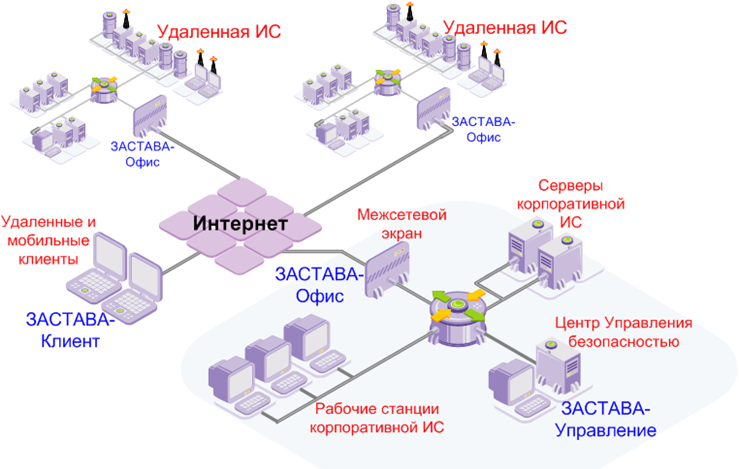 Удаленная ИС
Удаленная ИС
ЗАСТАВА-
Офис
ЗАСТАВА-
Офис
Интернет
Удаленные и
мобильные
клиенты
ЗАСТАВА-
Клиент
Межсетевой
экран
ЗАСТАВА-
Офис
Серверы
корпоративной
ИС
Центр Управления
безопасностью
ЗАСТАВА-
Управление
Рабочие станции
корпоративной ИС